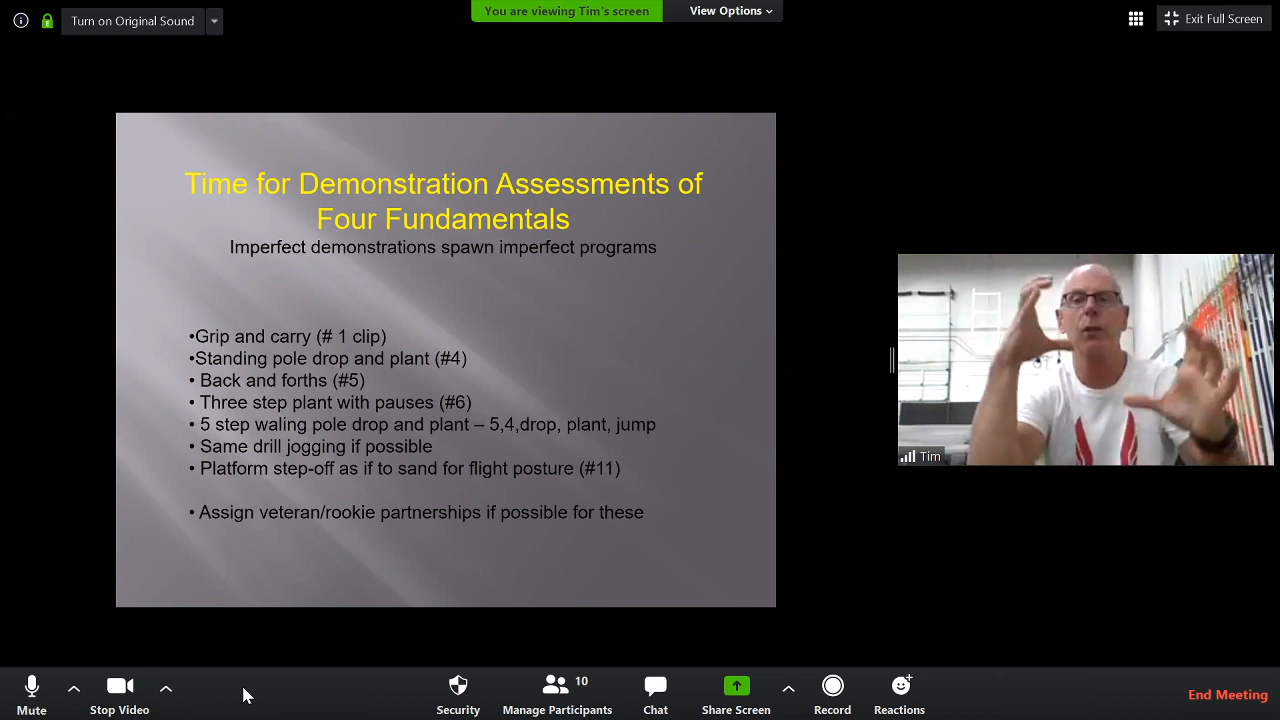 Turn on Original Sound
You are viewing Tim's screen
View Options
Exit Full Screen
Time for Demonstration Assessments of
Four Fundamentals
Imperfect demonstrations spawn imperfect programs
•Grip and carry (# 1 clip)
•Standing pole drop and plant (#4)
• Back and forths (#5)
• Three step plant with pauses (#6)
• 5 step waling pole drop and plant – 5,4,drop, plant, jump
• Same drill jogging if possible
• Platform step-off as if to sand for flight posture (#11)
• Assign veteran/rookie partnerships if possible for these
Tim
Mute
Stop Video
Security
Manage Participants
10
Chat
Share Screen
Record
Reactions
End Meeting